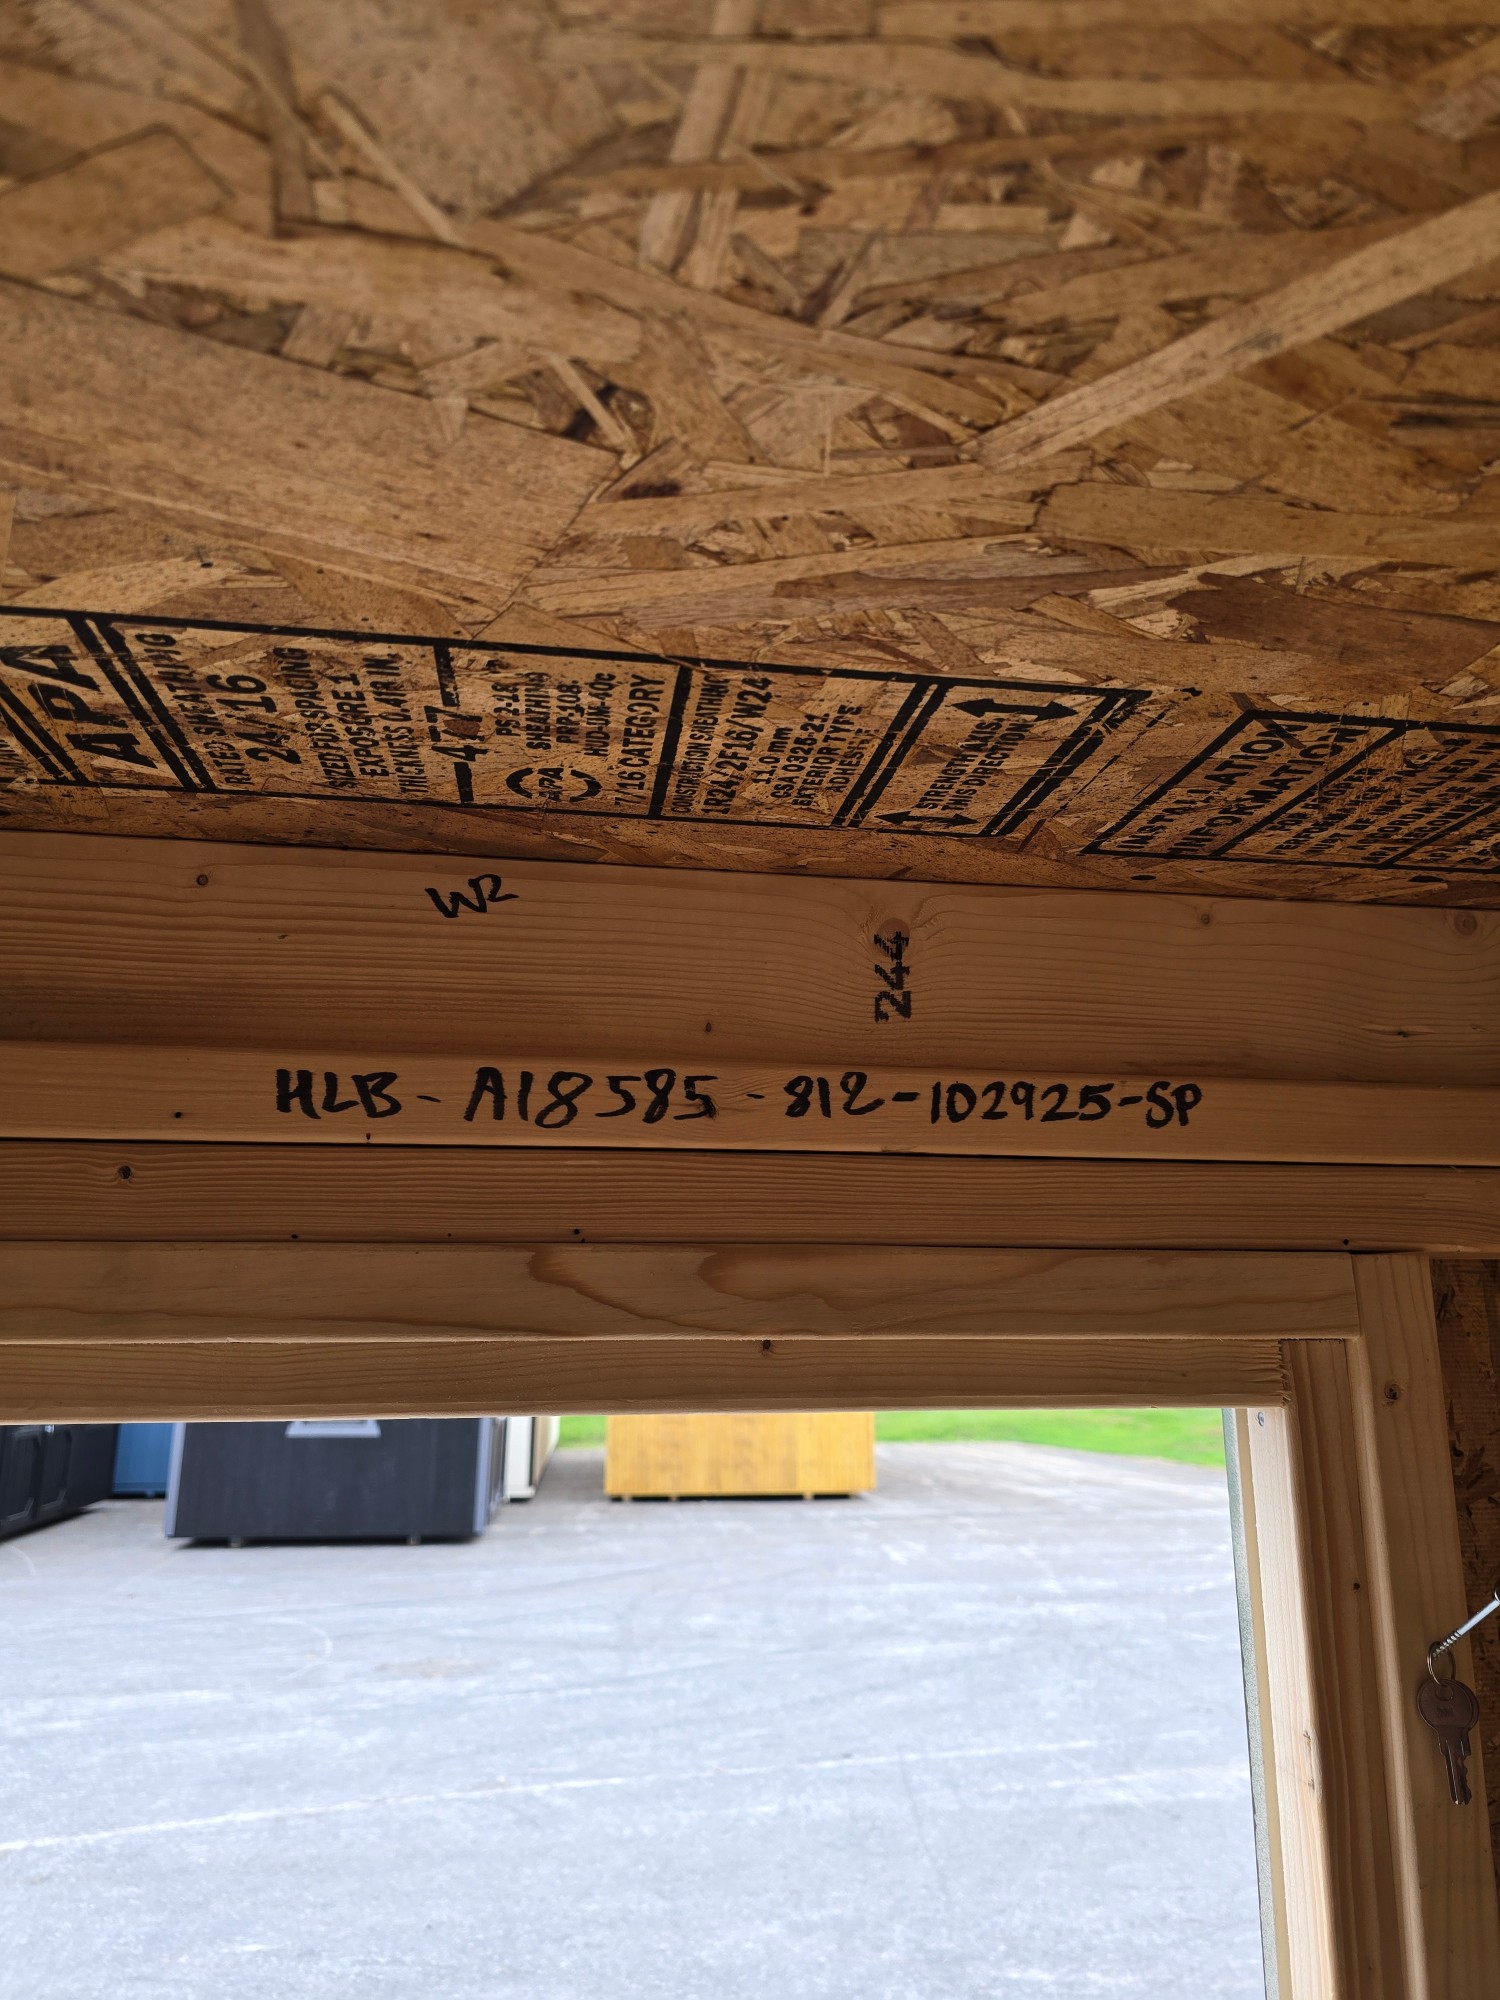 APA
RATED SHEATHING
24/16
SIZED FOR SPACING
EXPOSURE 1
THICKNESS 0.418 IN.
477
PS 2-18
SHEATHING
PRP-108
HUD-UM-40c
APA
7/16 CATEGORY
CONSTRUCTION SHEATHING
1R24/2F16/W24
11.0 mm
CSA O325-21
EXTERIOR TYPE
ADHESIVE
STRENGTH AXIS
THIS DIRECTION
INSTALLATION
INFORMATION
W2
244
HLB-A18585-812-102925-SP